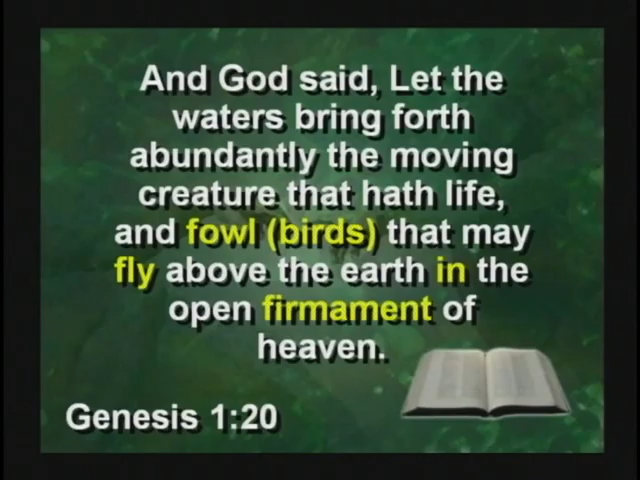 And God said, Let the
waters bring forth
abundantly the moving
creature that hath life,
and fowl (birds) that may
fly above the earth in the
open firmament of
heaven.
Genesis 1:20